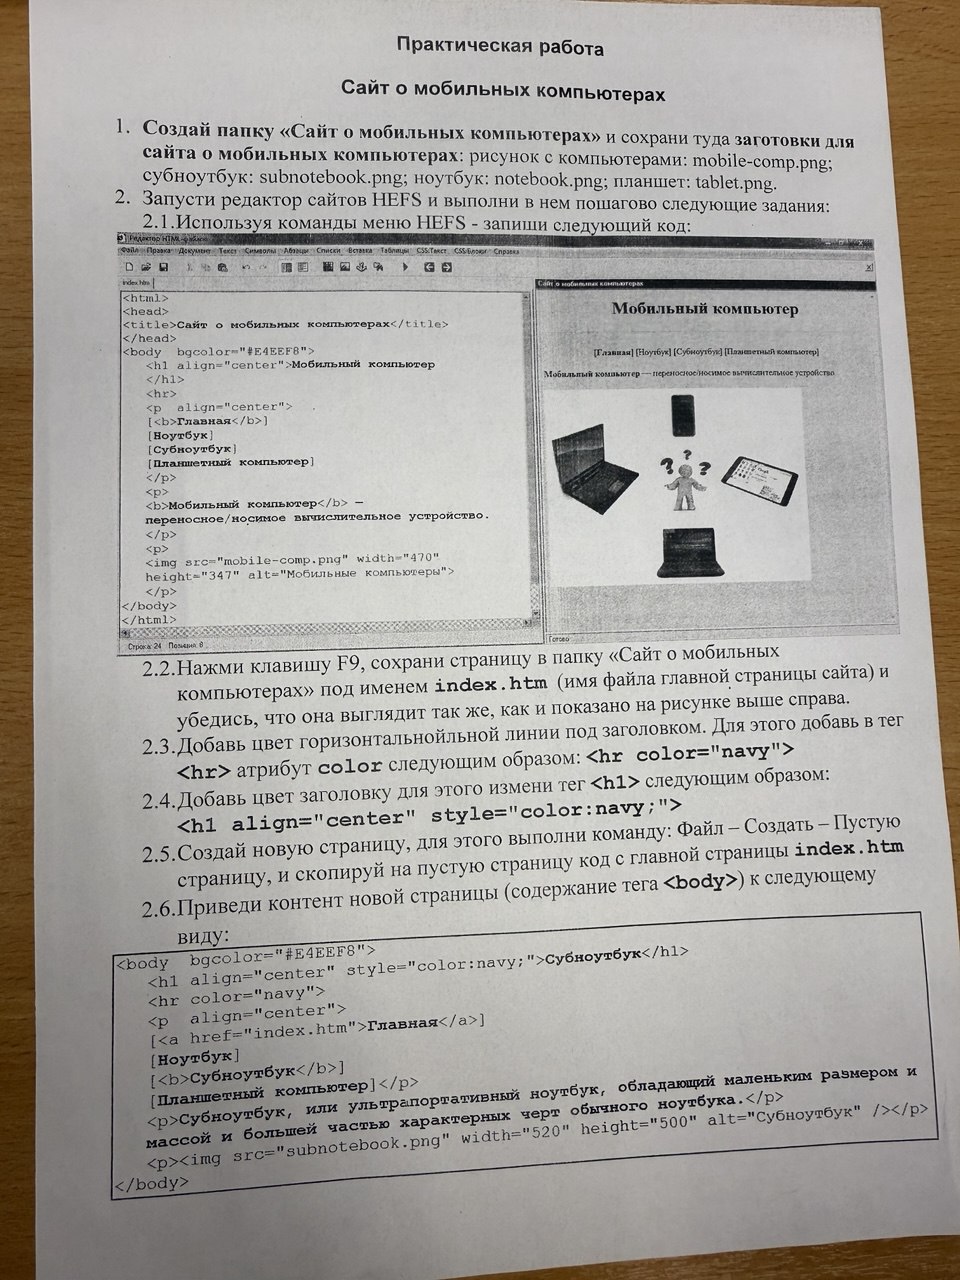 Практическая работа
Сайт о мобильных компьютерах
1. Создай папку «Сайт о мобильных компьютерах» и сохрани туда заготовки для
сайта о мобильных компьютерах: рисунок с компьютерами: mobile-comp.png;
субноутбук: subnotebook.png; ноутбук: notebook.png; планшет: tablet.png.
2. Запусти редактор сайтов HEFS и выполни в нем пошагово следующие задания:
2.1.Используя команды меню HEFS - запиши следующий код:
Редактор HTML-файлов
Файл Правка Документ Текст Символы Абзацы Списки Вставка Таблицы CSS/Текст CSS/Блоки Справка
index.htm
<html>
<head>
<title>Сайт о мобильных компьютерах</title>
</head>
<body bgcolor="#E4EEF8">
<h1 align="center">Мобильный компьютер
</h1>
<hr>
<p align="center">
[<b>Главная</b>]
[Ноутбук]
[Субноутбук]
[Планшетный компьютер]
</p>
<p>
<b>Мобильный компьютер</b> —
переносное/носимое вычислительное устройство.
</p>
<p>
<img src="mobile-comp.png" width="470"
height="347" alt="Мобильные компьютеры">
</p>
</body>
</html>
Строка: 24 Позиция: 8
Сайт о мобильных компьютерах
Мобильный компьютер
[Главная] [Ноутбук] [Субноутбук] [Планшетный компьютер]
Мобильный компьютер — переносное/носимое вычислительное устройство
? ? ?
Готово
2.2.Нажми клавишу F9, сохрани страницу в папку «Сайт о мобильных
компьютерах» под именем index.htm (имя файла главной страницы сайта) и
убедись, что она выглядит так же, как и показано на рисунке выше справа.
2.3.Добавь цвет горизонтальнойльной линии под заголовком. Для этого добавь в тег
<hr> атрибут color следующим образом: <hr color="navy">
2.4.Добавь цвет заголовку для этого измени тег <h1> следующим образом:
<h1 align="center" style="color:navy;">
2.5.Создай новую страницу, для этого выполни команду: Файл – Создать – Пустую
страницу, и скопируй на пустую страницу код с главной страницы index.htm
2.6.Приведи контент новой страницы (содержание тега <body>) к следующему
виду:
<body bgcolor="#E4EEF8">
<h1 align="center" style="color:navy;">Субноутбук</h1>
<hr color="navy">
<p align="center">
[<a href="index.htm">Главная</a>]
[Ноутбук]
[<b>Субноутбук</b>]
[Планшетный компьютер]</p>
<p>Субноутбук, или ультрапортативный ноутбук, обладающий маленьким размером и
массой и большей частью характерных черт обычного ноутбука.</p>
<p><img src="subnotebook.png" width="520" height="500" alt="Субноутбук" /></p>
</body>